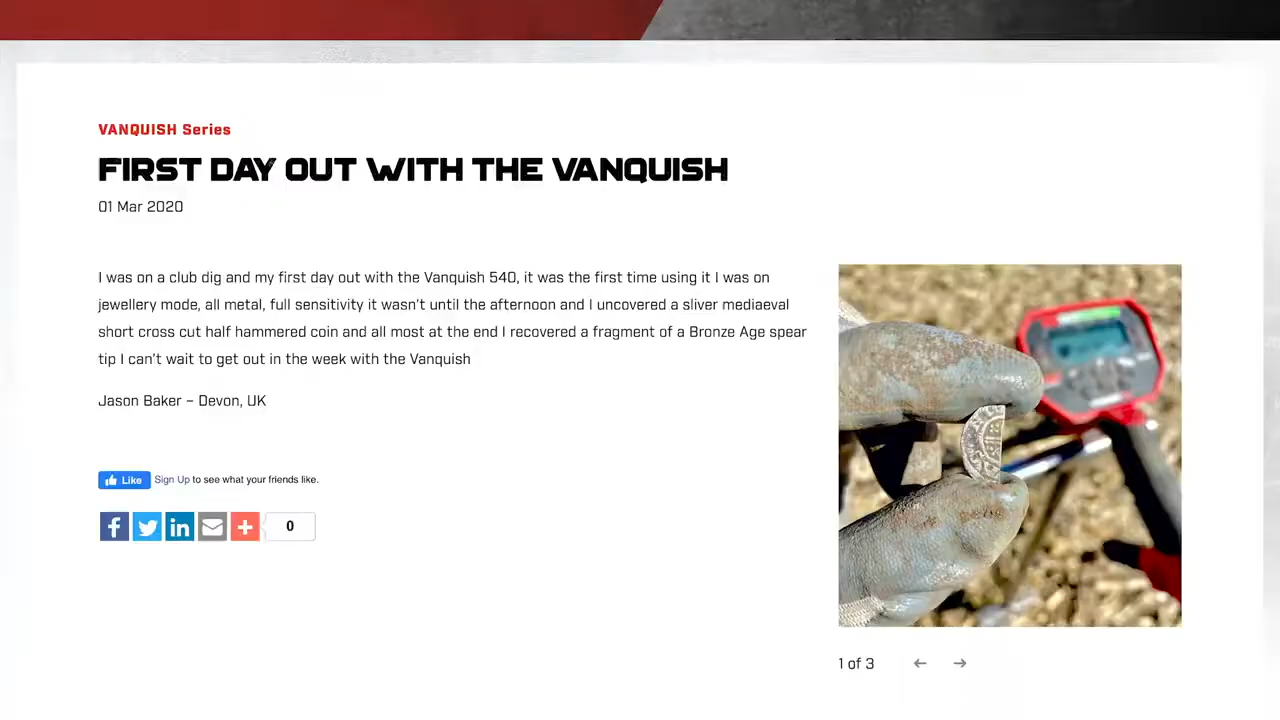 VANQUISH Series
FIRST DAY OUT WITH THE VANQUISH
01 Mar 2020
I was on a club dig and my first day out with the Vanquish 540, it was the first time using it I was on
jewellery mode, all metal, full sensitivity it wasn't until the afternoon and I uncovered a sliver mediaeval
short cross cut half hammered coin and all most at the end I recovered a fragment of a Bronze Age spear
tip I can't wait to get out in the week with the Vanquish
Jason Baker – Devon, UK
Like Sign Up to see what your friends like.
0
1 of 3